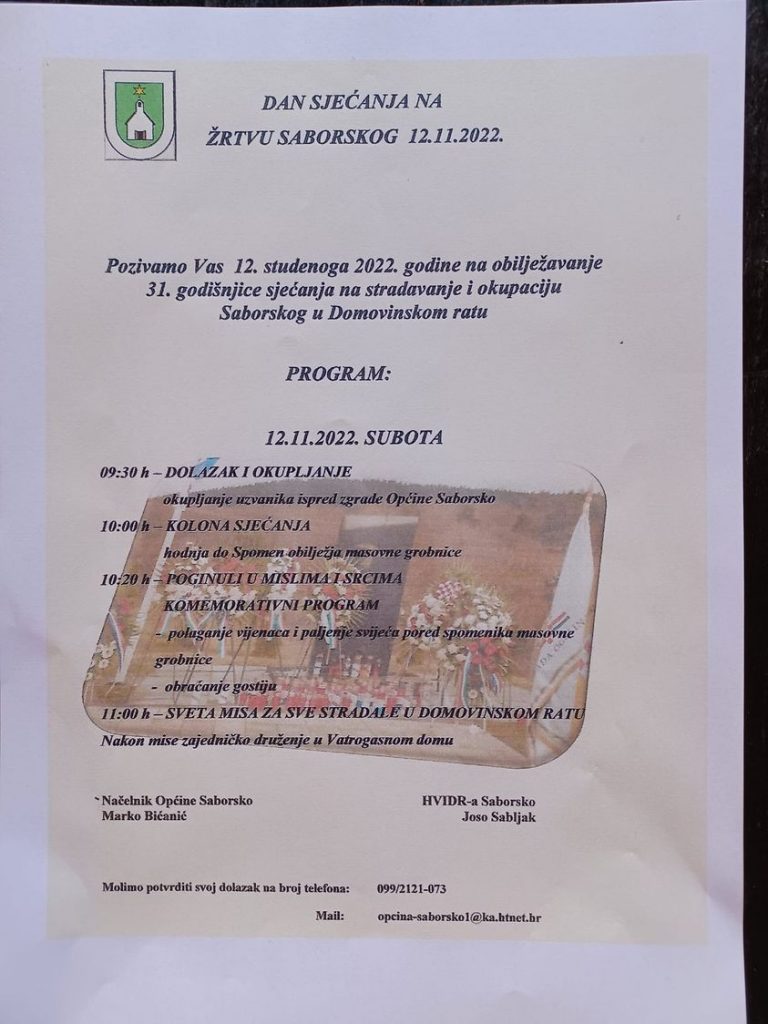 DAN SJEĆANJA NA
ŽRTVU SABORSKOG 12.11.2022.
Pozivamo Vas 12. studenoga 2022. godine na obilježavanje
31. godišnjice sjećanja na stradavanje i okupaciju
Saborskog u Domovinskom ratu
PROGRAM:
12.11.2022. SUBOTA
09:30 h – DOLAZAK I OKUPLJANJE
okupljanje uzvanika ispred zgrade Općine Saborsko
10:00 h – KOLONA SJEĆANJA
hodnja do Spomen obilježja masovne grobnice
10:20 h – POGINULI U MISLIMA I SRCIMA
KOMEMORATIVNI PROGRAM
- polaganje vijenaca i paljenje svijeća pored spomenika masovne
grobnice
- obraćanje gostiju
11:00 h – SVETA MISA ZA SVE STRADALE U DOMOVINSKOM RATU
Nakon mise zajedničko druženje u Vatrogasnom domu
Načelnik Općine Saborsko HVIDR-a Saborsko
Marko Bićanić Joso Sabljak
Molimo potvrditi svoj dolazak na broj telefona: 099/2121-073
Mail: opcina-saborsko1@ka.htnet.hr